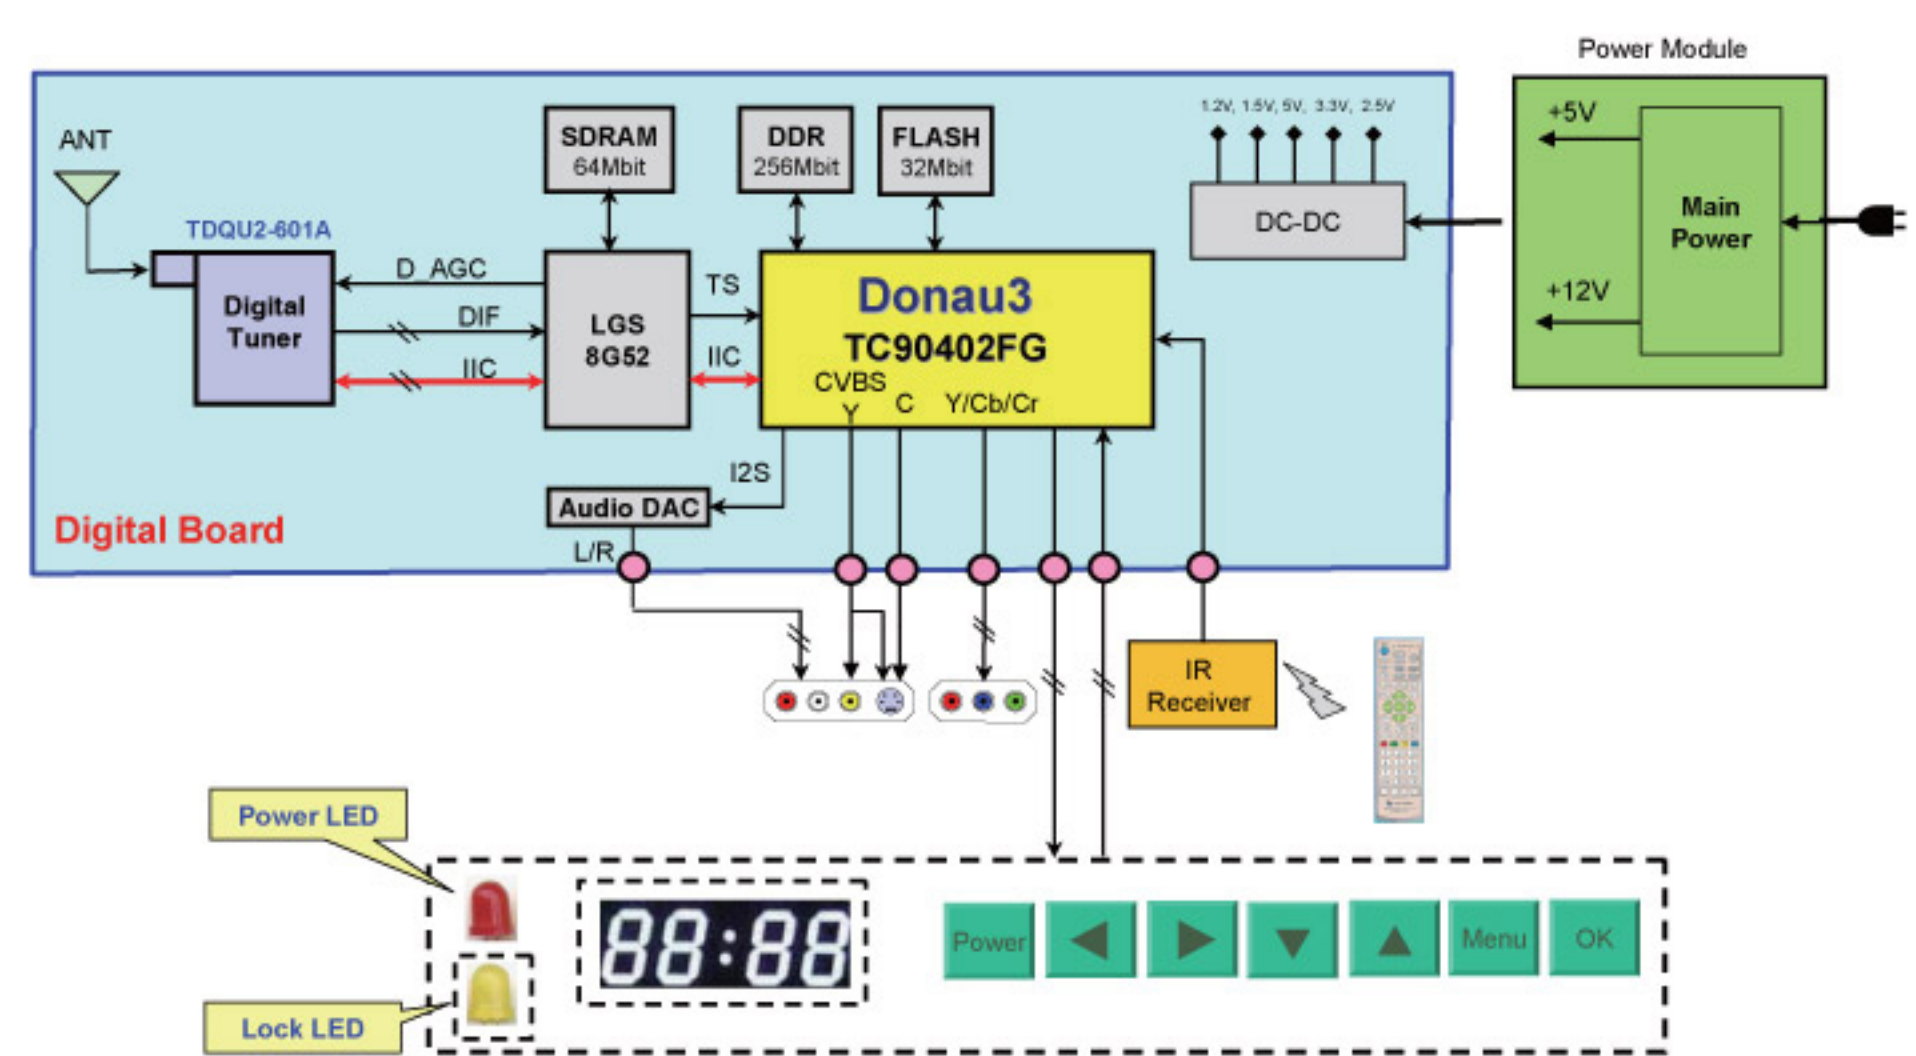 Power Module
1.2V, 1.5V, 5V, 3.3V, 2.5V
+5V
ANT
SDRAM
64Mbit
DDR
256Mbit
FLASH
32Mbit
DC-DC
Main
Power
+12V
TDQU2-601A
Digital
Tuner
D_AGC
DIF
IIC
LGS
8G52
TS
IIC
Donau3
TC90402FG
CVBS
Y
C
Y/Cb/Cr
I2S
Audio DAC
L/R
Digital Board
IR
Receiver
Power LED
Lock LED
88:88
Power
Menu
OK